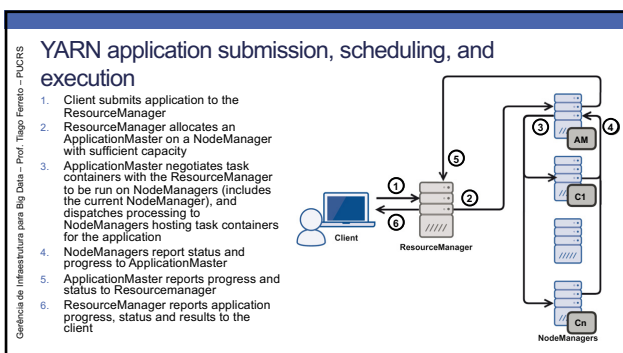 YARN application submission, scheduling, and
execution
Gerência de Infraestrutura para Big Data – Prof. Tiago Ferreto – PUCRS
1. Client submits application to the
ResourceManager
2. ResourceManager allocates an
ApplicationMaster on a NodeManager
with sufficient capacity
3. ApplicationMaster negotiates task
containers with the ResourceManager
to be run on NodeManagers (includes
the current NodeManager), and
dispatches processing to
NodeManagers hosting task containers
for the application
4. NodeManagers report status and
progress to ApplicationMaster
5. ApplicationMaster reports progress and
status to Resourcemanager
6. ResourceManager reports application
progress, status and results to the
client
1
6
Client
5
2
ResourceManager
3
4
AM
C1
Cn
NodeManagers